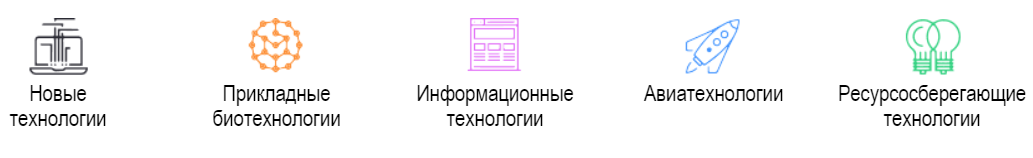 Новые
технологии
Прикладные
биотехнологии
Информационные
технологии
Авиатехнологии
Ресурсосберегающие
технологии